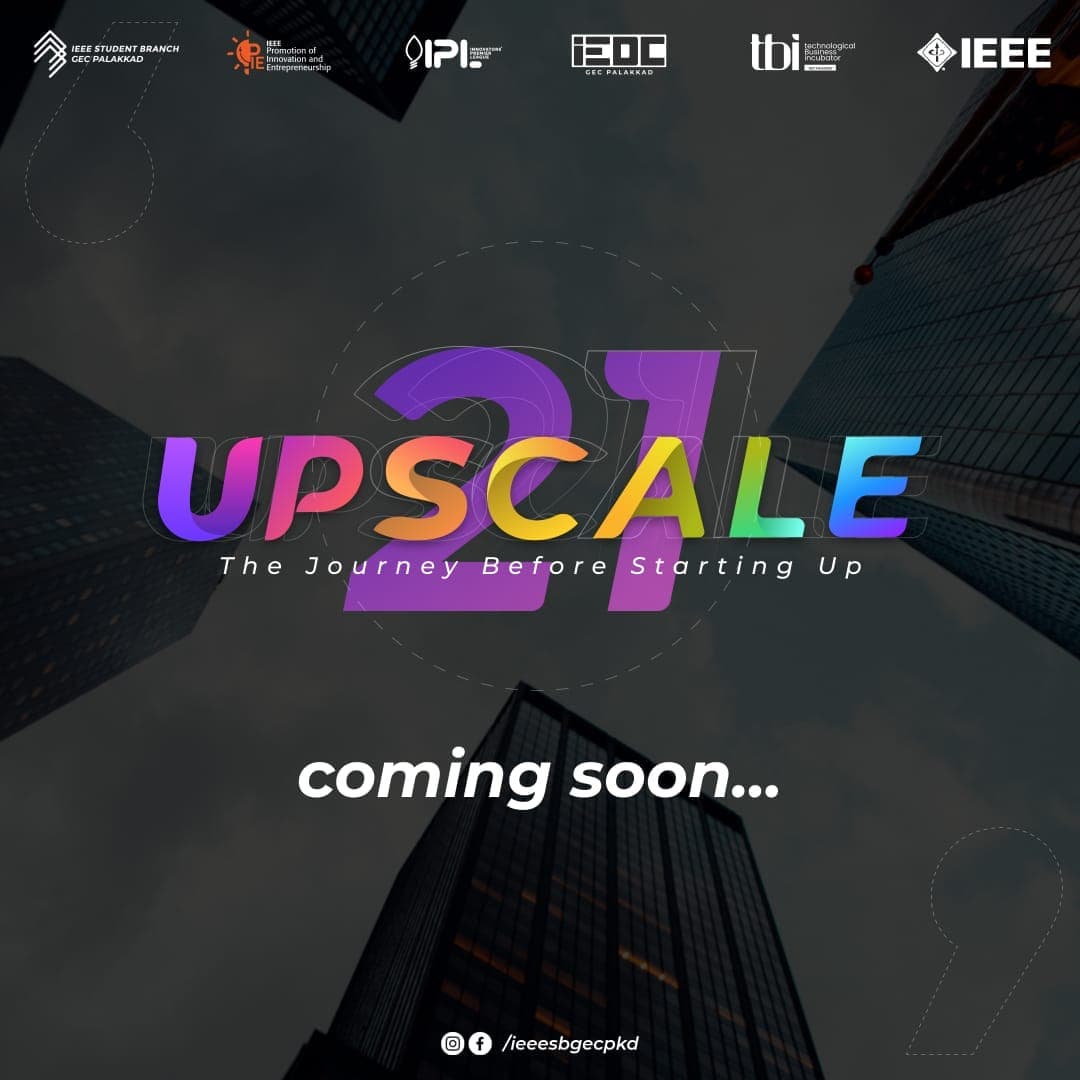 IEEE STUDENT BRANCH
GEC PALAKKAD
IEEE
Promotion of
Innovation and
Entrepreneurship
PIE
IPL
INNOVATORS'
PREMIER
LEAGUE
IEDC
GEC PALAKKAD
tbi
technological
Business
Incubator
IEEE
21
UPSCALE
The Journey Before Starting Up
coming soon...
/ieeesbgecpkd